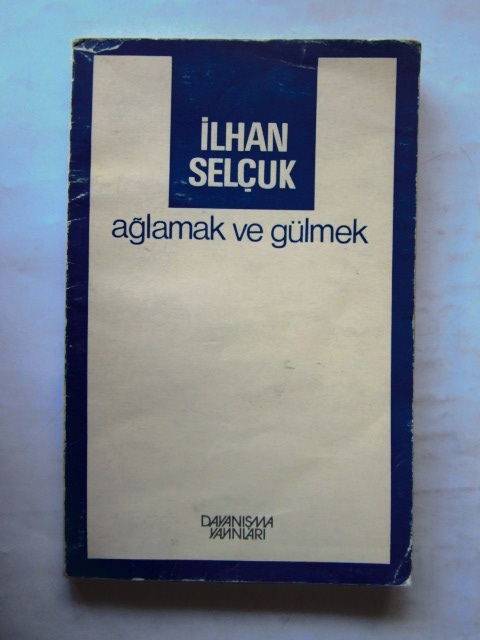 İLHAN
SELÇUK
ağlamak ve gülmek
DAYANIŞMA
YAYINLARI